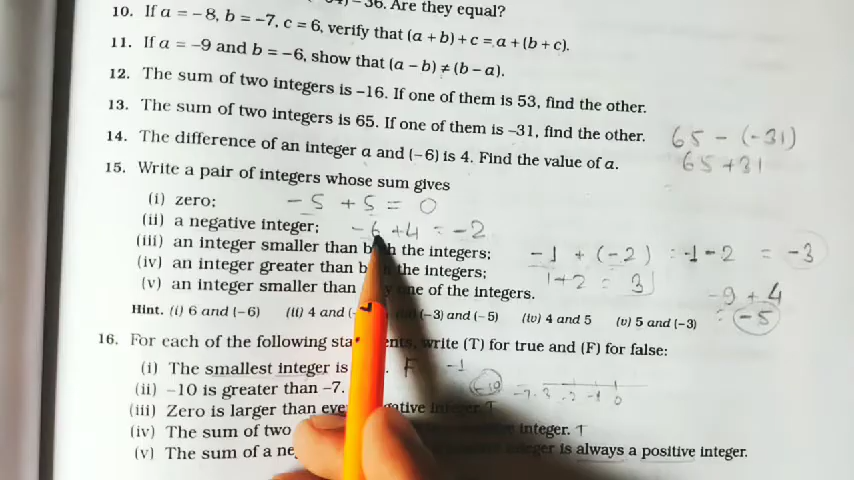 - 36. Are they equal?
10. If a = -8, b = -7, c = 6, verify that (a + b) + c = a + (b + c).
11. If a = -9 and b = -6, show that (a - b) ≠ (b - a).
12. The sum of two integers is -16. If one of them is 53, find the other.
13. The sum of two integers is 65. If one of them is -31, find the other. 65 - (-31)
14. The difference of an integer a and (-6) is 4. Find the value of a. 65 + 31
15. Write a pair of integers whose sum gives
(i) zero; - 5 + 5 = 0
(ii) a negative integer; - 6 + 4 = -2
(iii) an integer smaller than the integers; -1 + (-2) = -1 - 2 = -3
(iv) an integer greater than the integers; 1+2 = 3
(v) an integer smaller than one of the integers. -9 + 4
= -5
Hint. (i) 6 and (-6) (ii) 4 and (-3) and (-5) (iv) 4 and 5 (v) 5 and (-3)
16. For each of the following write (T) for true and (F) for false:
(i) The smallest integer is F -1
(ii) -10 is greater than -7. -10 -3 -2 -1 0
(iii) Zero is larger than integer. T
(iv) The sum of two integer. T
(v) The sum of a integer is always a positive integer.